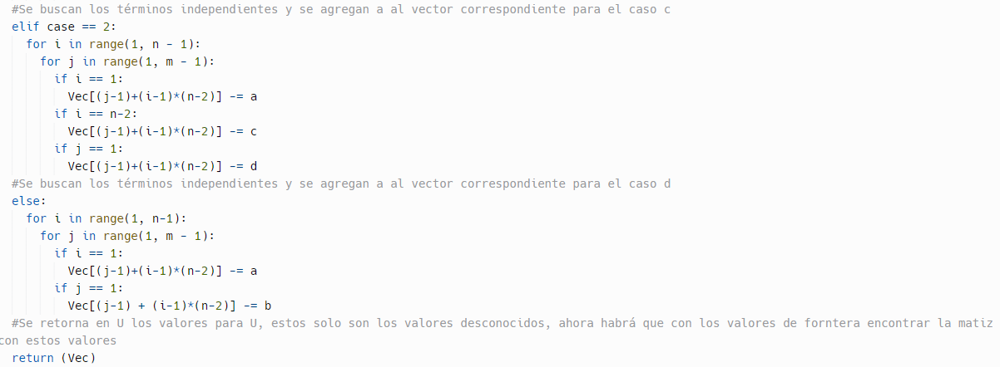 #Se buscan los términos independientes y se agregan a al vector correspondiente para el caso c
elif case == 2:
for i in range(1, n - 1):
for j in range(1, m - 1):
if i == 1:
Vec[(j-1)+(i-1)*(n-2)] -= a
if i == n-2:
Vec[(j-1)+(i-1)*(n-2)] -= c
if j == 1:
Vec[(j-1)+(i-1)*(n-2)] -= d
#Se buscan los términos independientes y se agregan a al vector correspondiente para el caso d
else:
for i in range(1, n-1):
for j in range(1, m - 1):
if i == 1:
Vec[(j-1)+(i-1)*(n-2)] -= a
if j == 1:
Vec[(j-1) + (i-1)*(n-2)] -= b
#Se retorna en U los valores para U, estos solo son los valores desconocidos, ahora habrá que con los valores de forntera encontrar la matiz
con estos valores
return (Vec)